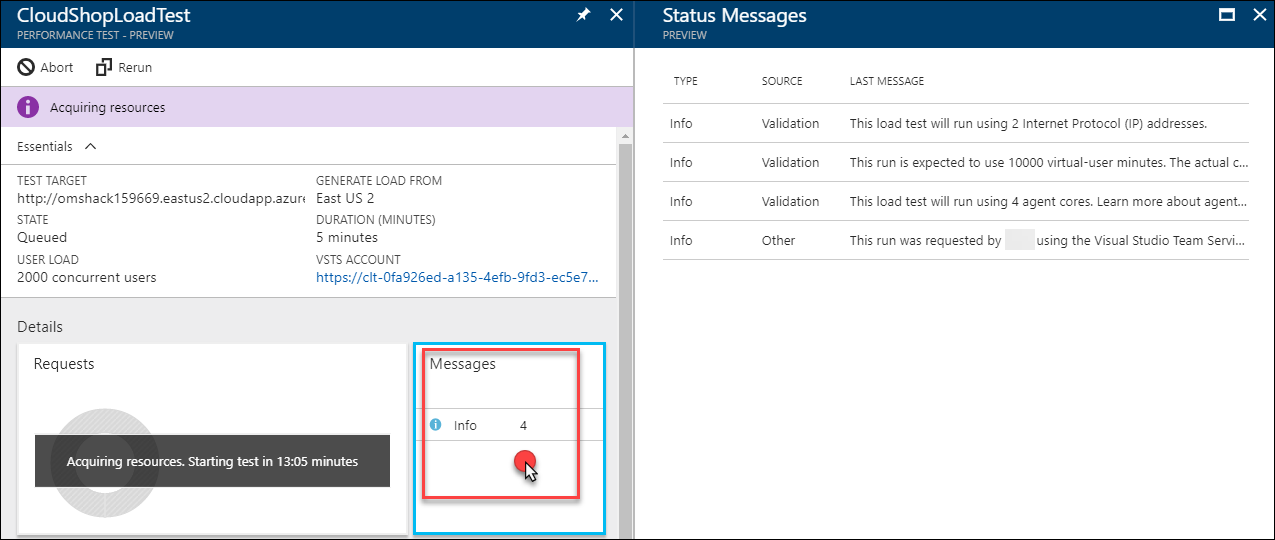 CloudShopLoadTest
PERFORMANCE TEST - PREVIEW
Abort Rerun
Acquiring resources
Essentials
TEST TARGET
http://omshack159669.eastus2.cloudapp.azure
GENERATE LOAD FROM
East US 2
STATE
Queued
DURATION (MINUTES)
5 minutes
USER LOAD
2000 concurrent users
VSTS ACCOUNT
https://clt-0fa926ed-a135-4efb-9fd3-ec5e7...
Details
Requests
Acquiring resources. Starting test in 13:05 minutes
Messages
Info 4
Status Messages
PREVIEW
TYPE SOURCE LAST MESSAGE
Info Validation This load test will run using 2 Internet Protocol (IP) addresses.
Info Validation This run is expected to use 10000 virtual-user minutes. The actual c...
Info Validation This load test will run using 4 agent cores. Learn more about agent...
Info Other This run was requested by using the Visual Studio Team Servi...